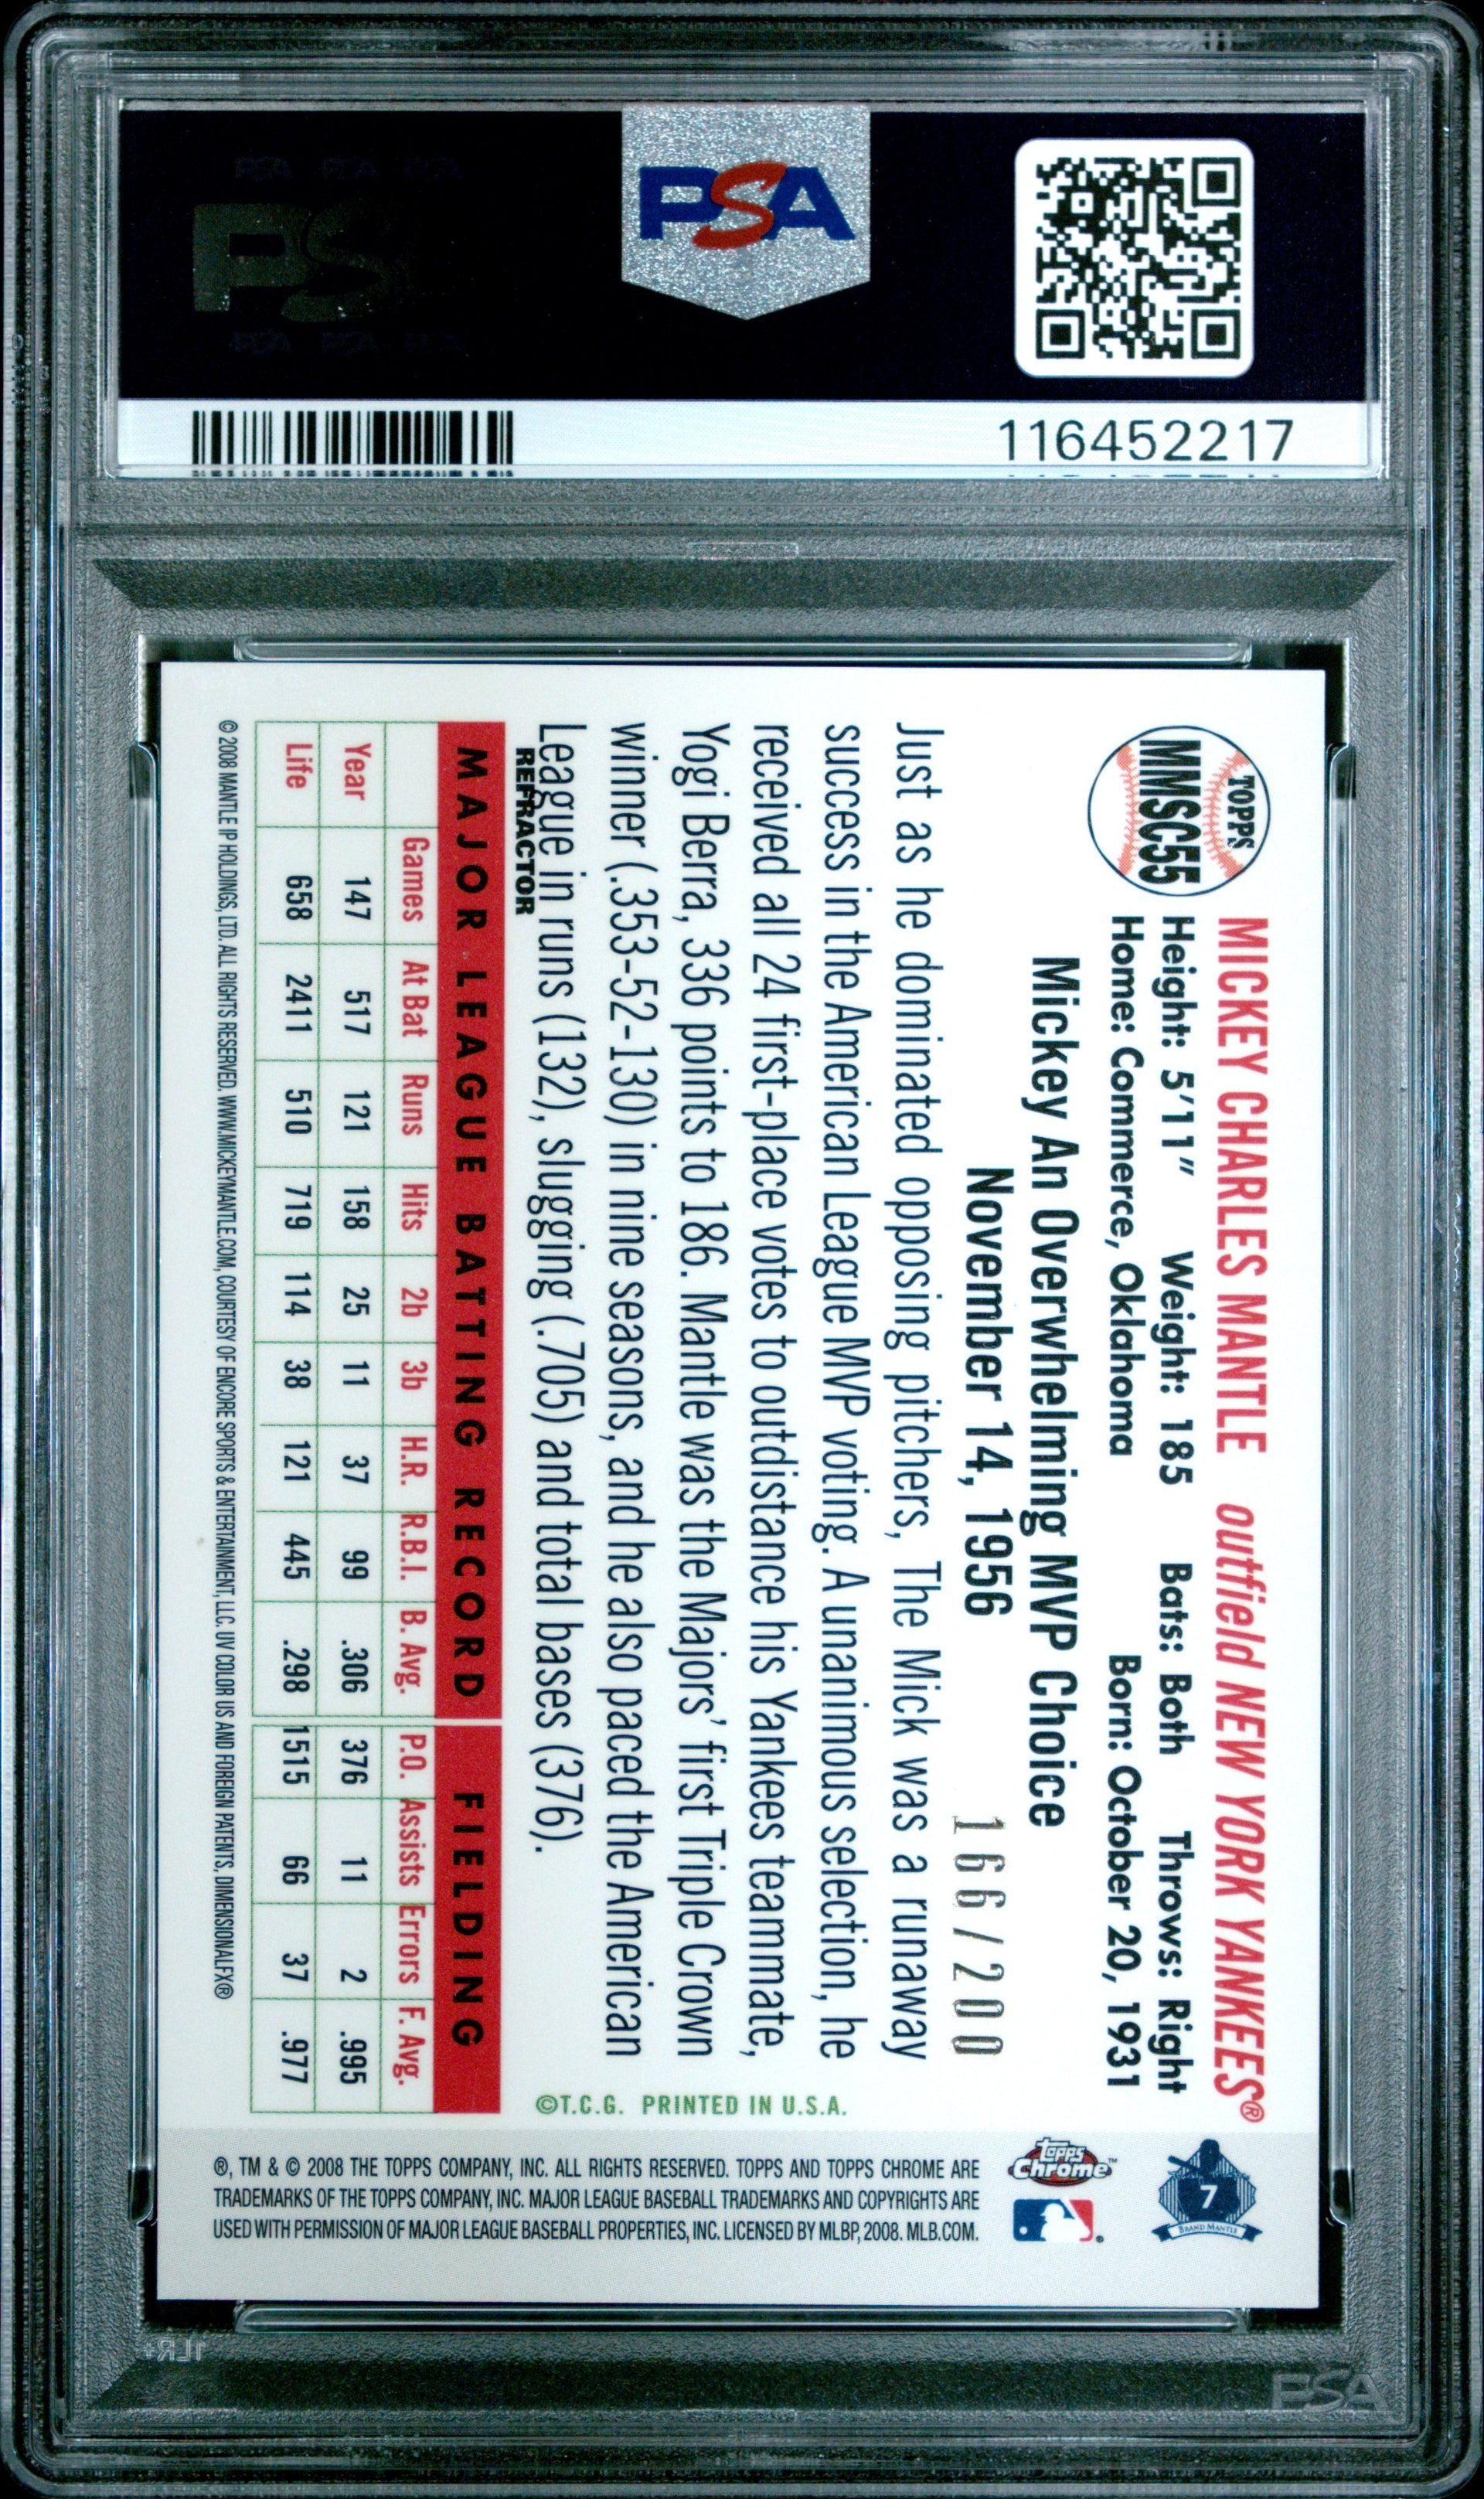 PSA PSA PSA
PSA
116452217
TOPPS
MMSC55
MICKEY CHARLES MANTLE outfield NEW YORK YANKEES®
Height: 5'11" Weight: 185 Bats: Both Throws: Right
Home: Commerce, Oklahoma Born: October 20, 1931
Mickey An Overwhelming MVP Choice
November 14, 1956
166/200
Just as he dominated opposing pitchers, The Mick was a runaway
success in the American League MVP voting. A unanimous selection, he
received all 24 first-place votes to outdistance his Yankees teammate,
Yogi Berra, 336 points to 186. Mantle was the Majors' first Triple Crown
winner (.353-52-130) in nine seasons, and he also paced the American
League in runs (132), slugging (.705) and total bases (376).
REFRACTOR
MAJOR LEAGUE BATTING RECORD FIELDING
Games At Bat Runs Hits 2b 3b H.R. R.B.I. B. Avg. P.O. Assists Errors F. Avg.
Year 147 517 121 158 25 11 37 99 .306 376 11 2 .995
Life 658 2411 510 719 114 38 121 445 .298 1515 66 37 .977
© 2008 MANTLE IP HOLDINGS, LTD. ALL RIGHTS RESERVED. WWW.MICKEYMANTLE.COM, COURTESY OF ENCORE SPORTS & ENTERTAINMENT, LLC. UV COLOR US AND FOREIGN PATENTS, DIMENSIONALFX®
©T.C.G. PRINTED IN U.S.A.
7
BRAND MANTLE
Topps Chrome™
®, TM & © 2008 THE TOPPS COMPANY, INC. ALL RIGHTS RESERVED. TOPPS AND TOPPS CHROME ARE
TRADEMARKS OF THE TOPPS COMPANY, INC. MAJOR LEAGUE BASEBALL TRADEMARKS AND COPYRIGHTS ARE
USED WITH PERMISSION OF MAJOR LEAGUE BASEBALL PROPERTIES, INC. LICENSED BY MLBP, 2008. MLB.COM.
PSA